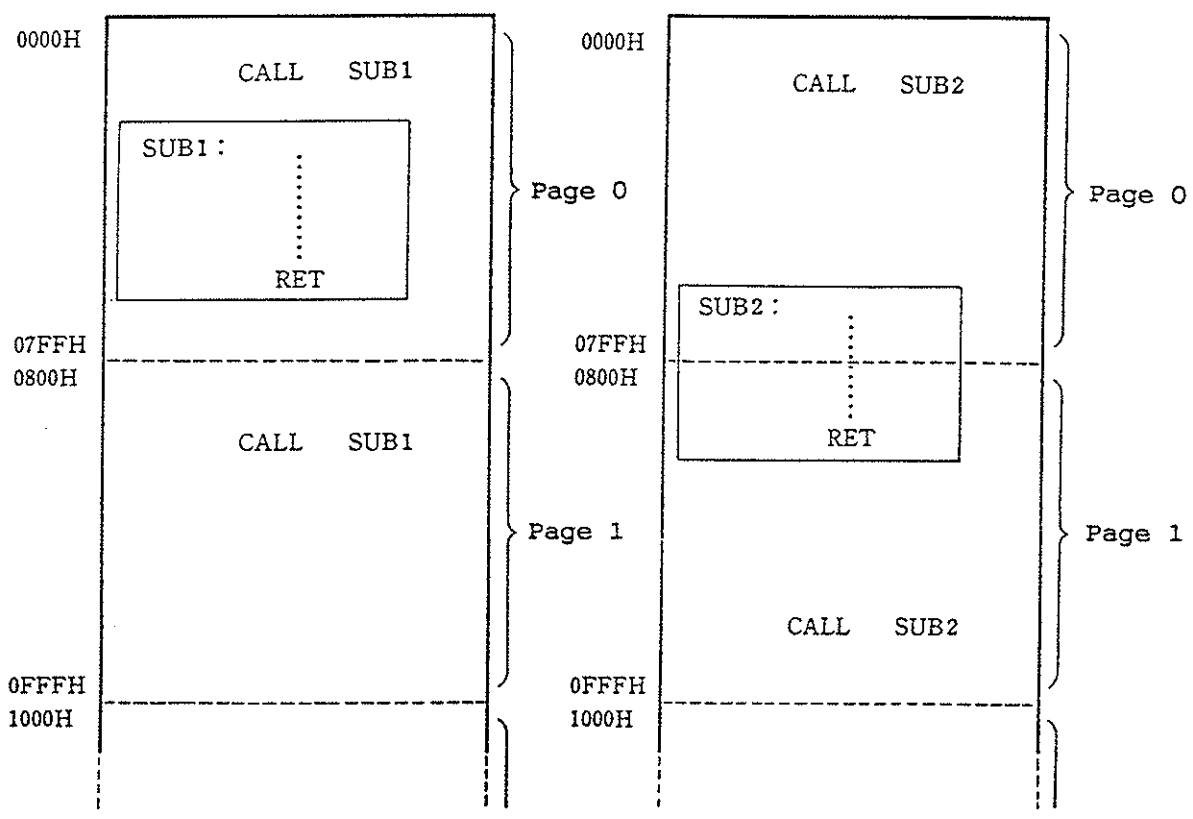 0000H
CALL SUB1
SUB1:
RET
Page 0
07FFH
0800H
CALL SUB1
Page 1
0FFFH
1000H
0000H
CALL SUB2
Page 0
SUB2:
07FFH
0800H
RET
Page 1
CALL SUB2
0FFFH
1000H